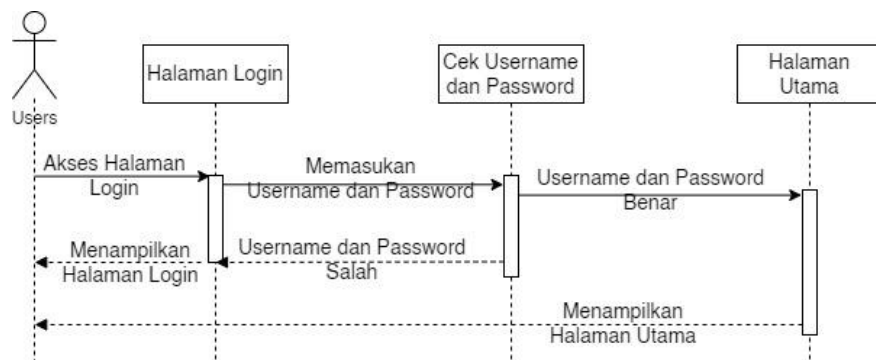 Halaman Login
Cek Username
dan Password
Halaman
Utama
Users
Akses Halaman
Login
Memasukan
Username dan Password
Username dan Password
Benar
Menampilkan
Halaman Login
Username dan Password
Salah
Menampilkan
Halaman Utama